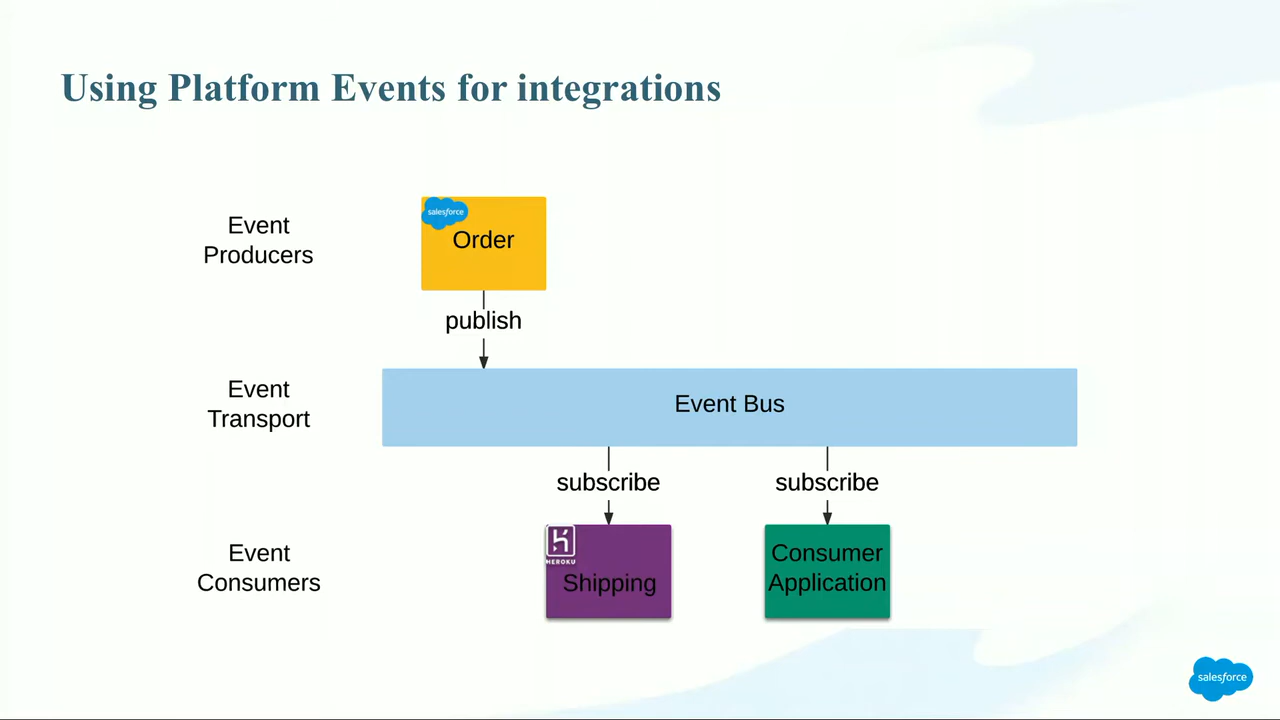 Using Platform Events for integrations
Event
Producers
salesforce
Order
publish
Event
Transport
Event Bus
subscribe
subscribe
Event
Consumers
HEROKU
Shipping
Consumer
Application
salesforce